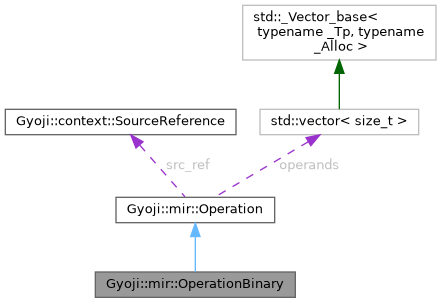 std::_Vector_base<
typename _Tp, typename
_Alloc >
Gyoji::context::SourceReference
std::vector< size_t >
src_ref
operands
Gyoji::mir::Operation
Gyoji::mir::OperationBinary